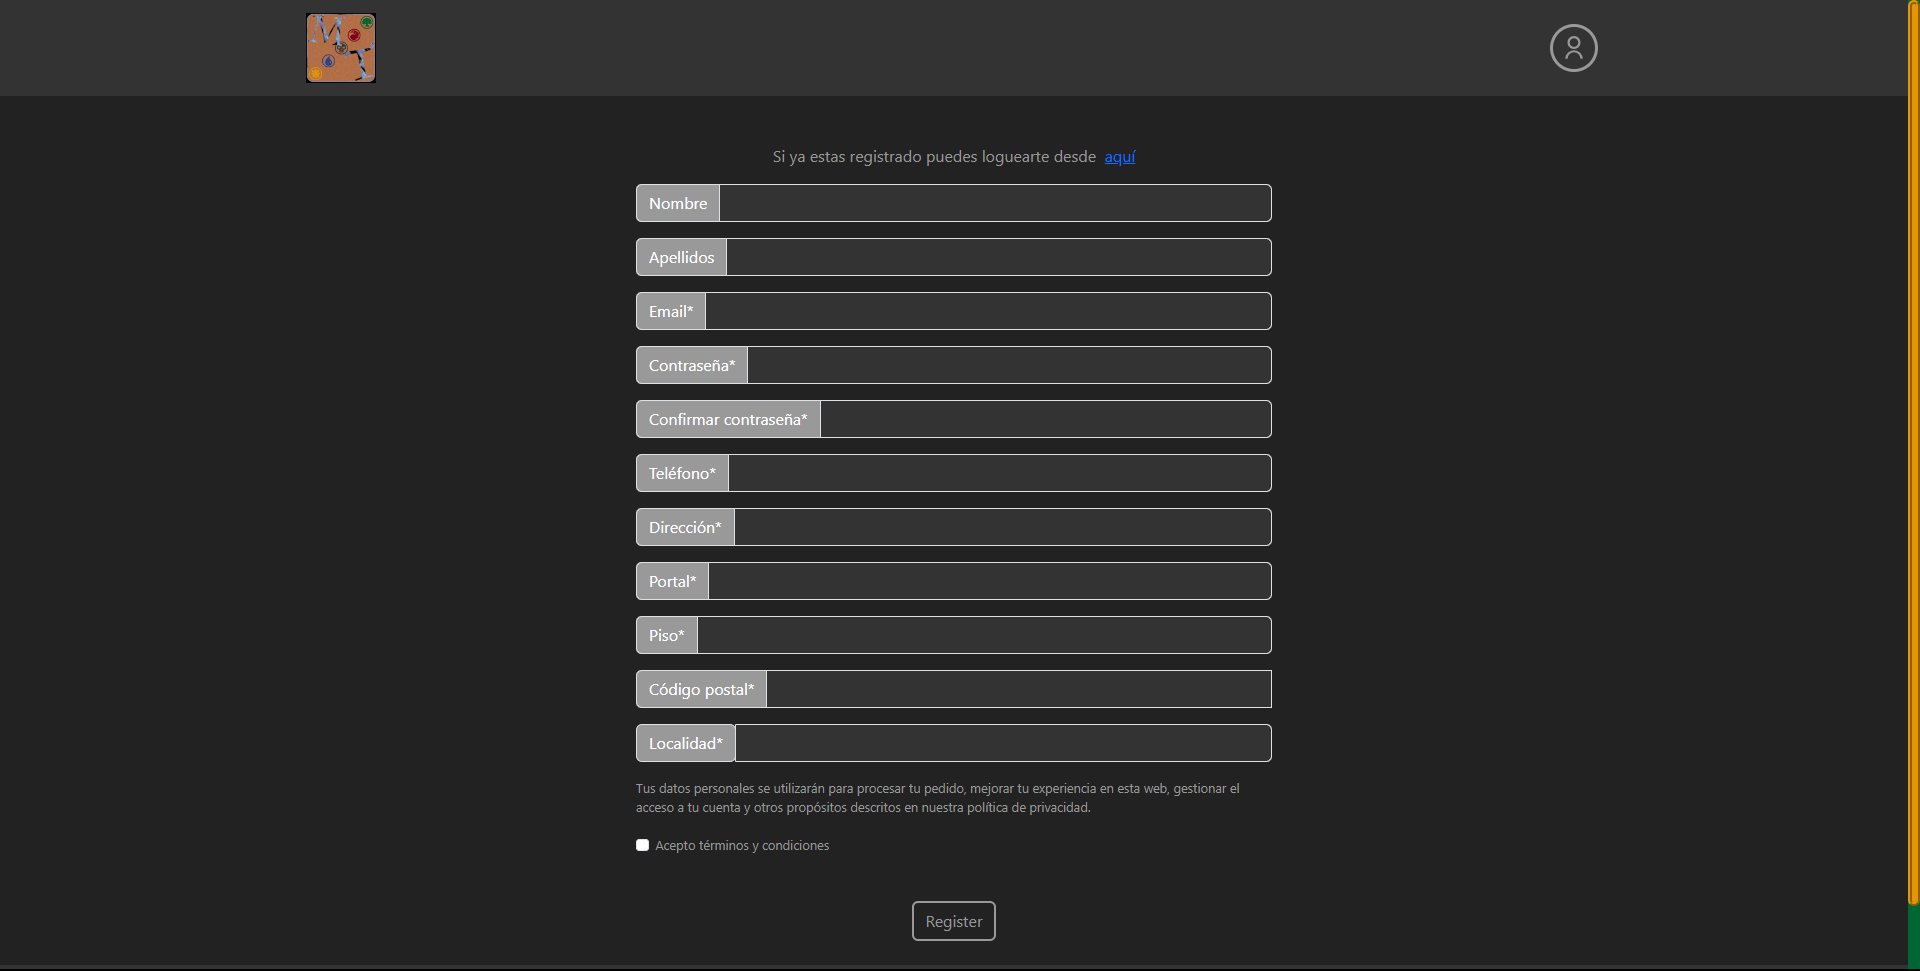 MT
Si ya estas registrado puedes loguearte desde aquí
Nombre
Apellidos
Email*
Contraseña*
Confirmar contraseña*
Teléfono*
Dirección*
Portal*
Piso*
Código postal*
Localidad*
Tus datos personales se utilizarán para procesar tu pedido, mejorar tu experiencia en esta web, gestionar el
acceso a tu cuenta y otros propósitos descritos en nuestra política de privacidad.
Acepto términos y condiciones
Register